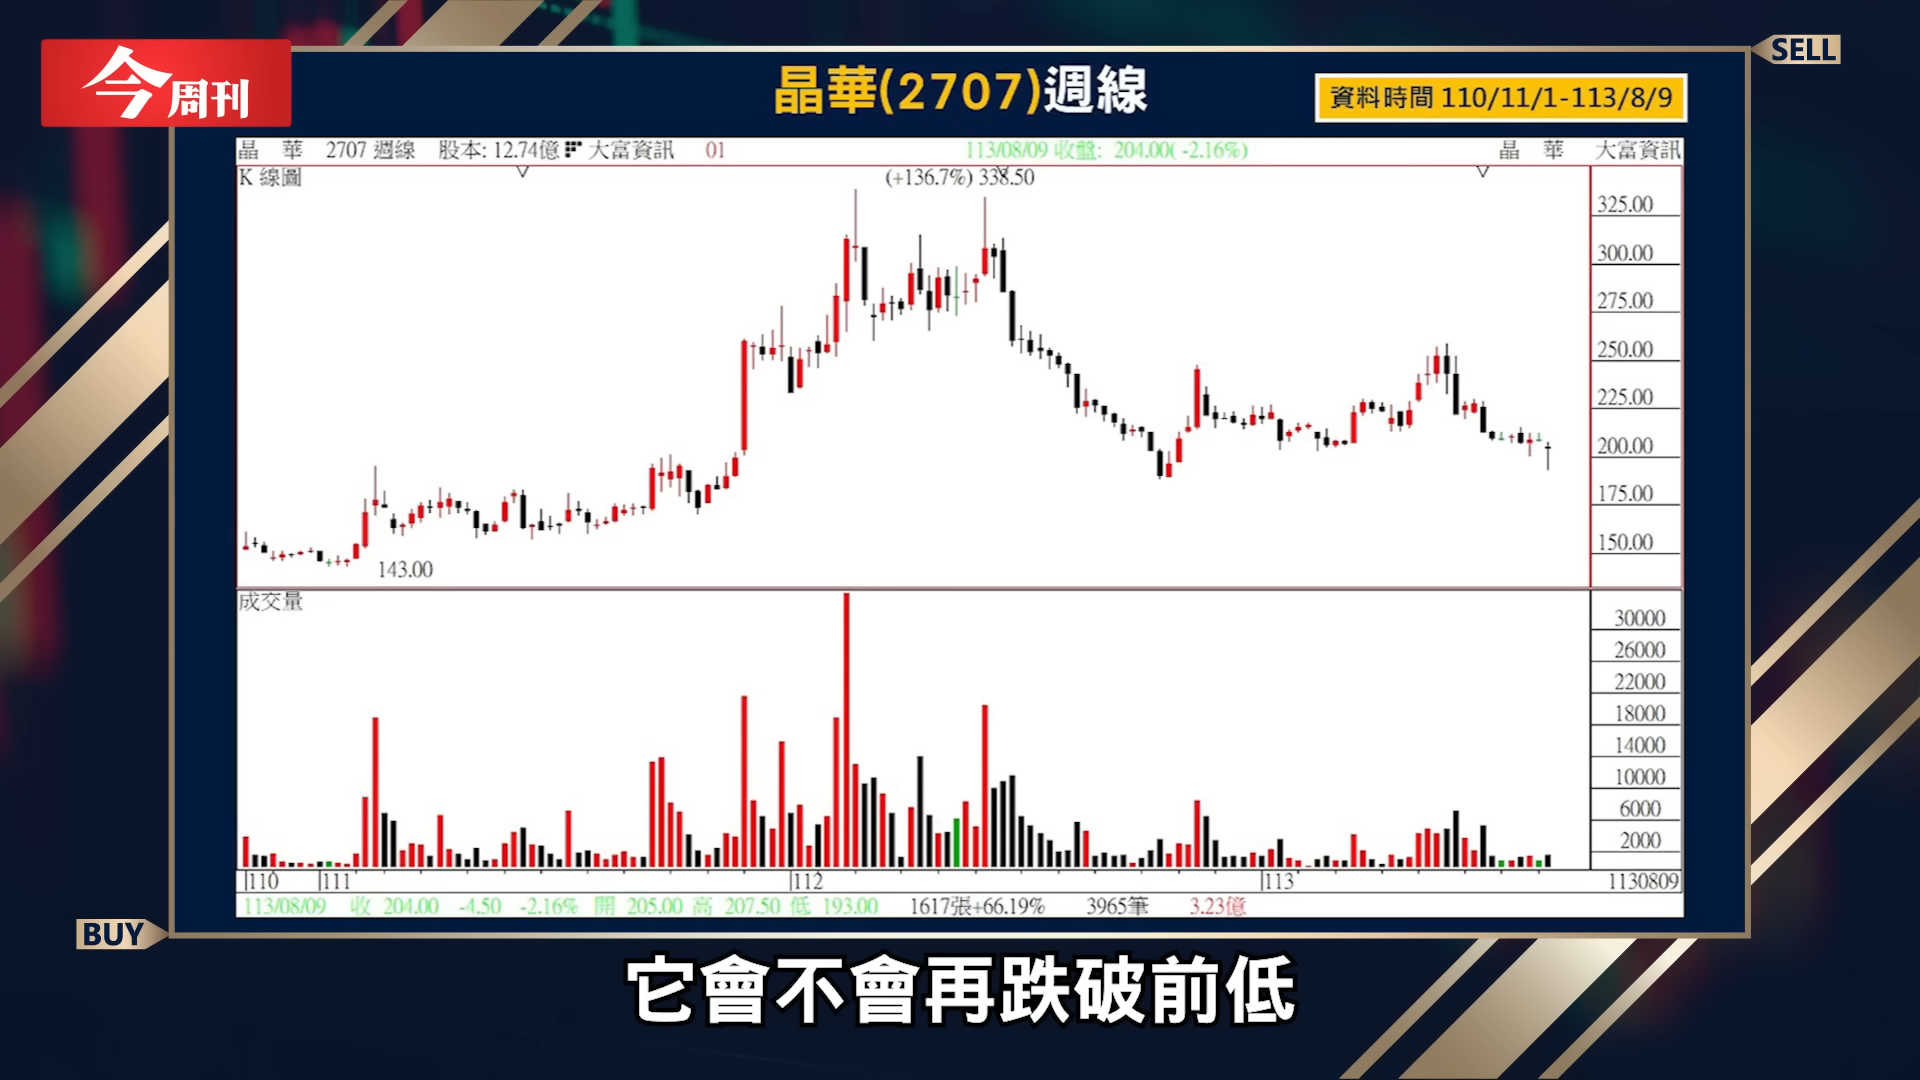 今周刊
SELL
晶華(2707)週線
資料時間 110/11/1-113/8/9
晶 華 2707 週線 股本: 12.74億 大富資訊 01 113/08/09 收盤: 204.00( -2.16%) 晶 華 大富資訊
K 線圖
(+136.7%) 338.50
325.00
300.00
275.00
250.00
225.00
200.00
175.00
150.00
143.00
成交量
30000
26000
22000
18000
14000
10000
6000
2000
110 111 112 113 1130809
113/08/09 收 204.00 -4.50 -2.16% 開 205.00 高 207.50 低 193.00 1617張+66.19% 3965筆 3.23億
BUY
它會不會再跌破前低